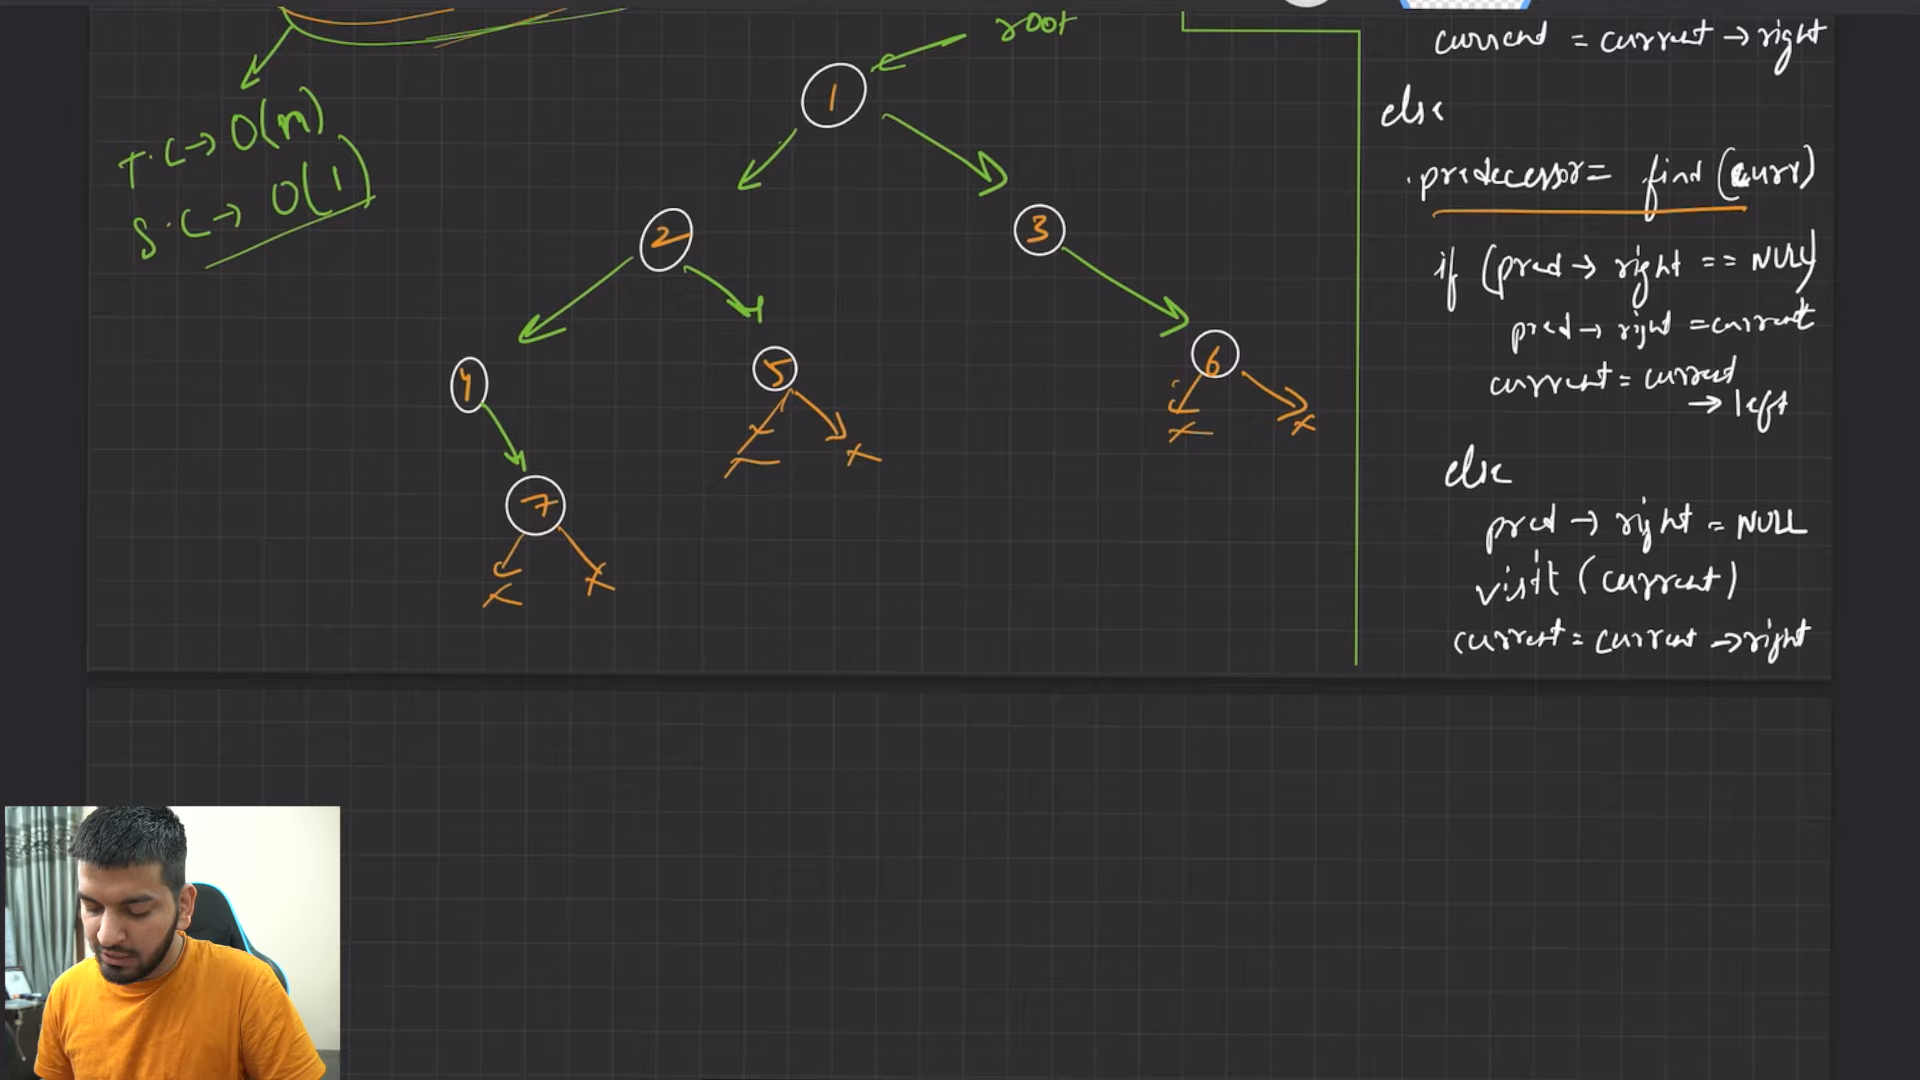 root
T.C→ O(n)
S.C→ O(1)
1
2
3
4
5
6
7
current = current → right
else
predecessor = find (curr)
if (pred → right == NULL)
pred → right = current
current = current
→ left
else
pred → right = NULL
visit (current)
current = current → right